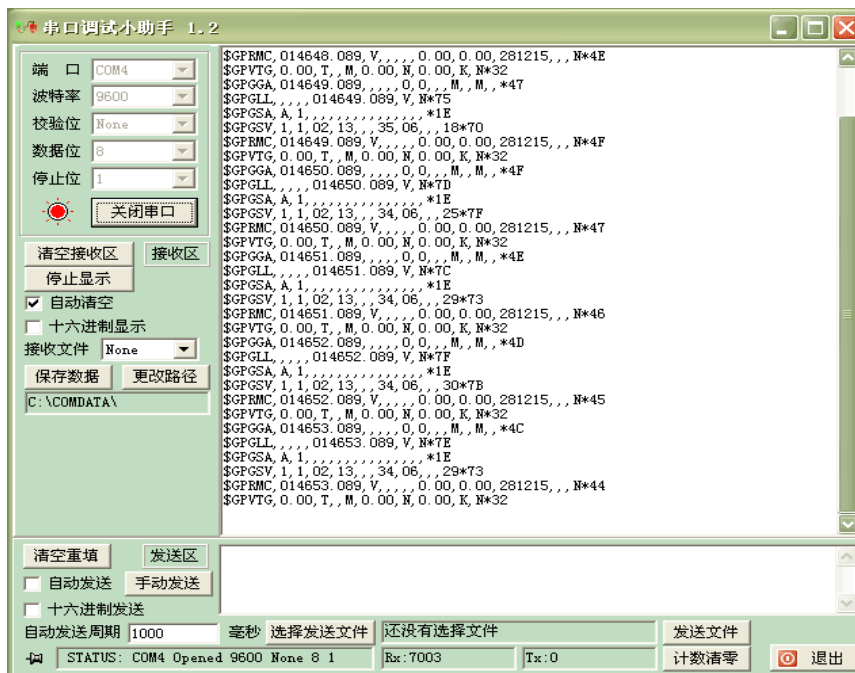 串口调试小助手 1.2
端 口 COM4
波特率 9600
校验位 None
数据位 8
停止位 1
关闭串口
清空接收区 接收区
停止显示
自动清空
十六进制显示
接收文件 None
保存数据 更改路径
C:\COMDATA\
$GPRMC,014648.089,V,,,,,0.00,0.00,281215,,,N*4E
$GPVTG,0.00,T,,M,0.00,N,0.00,K,N*32
$GPGGA,014649.089,,,,,0,0,,,M,,M,,*47
$GPGLL,,,,,014649.089,V,N*75
$GPGSA,A,1,,,,,,,,,,,,,,,*1E
$GPGSV,1,1,02,13,,,35,06,,,18*70
$GPRMC,014649.089,V,,,,,0.00,0.00,281215,,,N*4F
$GPVTG,0.00,T,,M,0.00,N,0.00,K,N*32
$GPGGA,014650.089,,,,,0,0,,,M,,M,,*4F
$GPGLL,,,,,014650.089,V,N*7D
$GPGSA,A,1,,,,,,,,,,,,,,,*1E
$GPGSV,1,1,02,13,,,34,06,,,25*7F
$GPRMC,014650.089,V,,,,,0.00,0.00,281215,,,N*47
$GPVTG,0.00,T,,M,0.00,N,0.00,K,N*32
$GPGGA,014651.089,,,,,0,0,,,M,,M,,*4E
$GPGLL,,,,,014651.089,V,N*7C
$GPGSA,A,1,,,,,,,,,,,,,,,*1E
$GPGSV,1,1,02,13,,,34,06,,,29*73
$GPRMC,014651.089,V,,,,,0.00,0.00,281215,,,N*46
$GPVTG,0.00,T,,M,0.00,N,0.00,K,N*32
$GPGGA,014652.089,,,,,0,0,,,M,,M,,*4D
$GPGLL,,,,,014652.089,V,N*7F
$GPGSA,A,1,,,,,,,,,,,,,,,*1E
$GPGSV,1,1,02,13,,,34,06,,,30*7B
$GPRMC,014652.089,V,,,,,0.00,0.00,281215,,,N*45
$GPVTG,0.00,T,,M,0.00,N,0.00,K,N*32
$GPGGA,014653.089,,,,,0,0,,,M,,M,,*4C
$GPGLL,,,,,014653.089,V,N*7E
$GPGSA,A,1,,,,,,,,,,,,,,,*1E
$GPGSV,1,1,02,13,,,34,06,,,29*73
$GPRMC,014653.089,V,,,,,0.00,0.00,281215,,,N*44
$GPVTG,0.00,T,,M,0.00,N,0.00,K,N*32
清空重填 发送区
自动发送 手动发送
十六进制发送
自动发送周期 1000 毫秒 选择发送文件 还没有选择文件 发送文件
STATUS: COM4 Opened 9600 None 8 1 Rx:7003 Tx:0 计数清零 退出